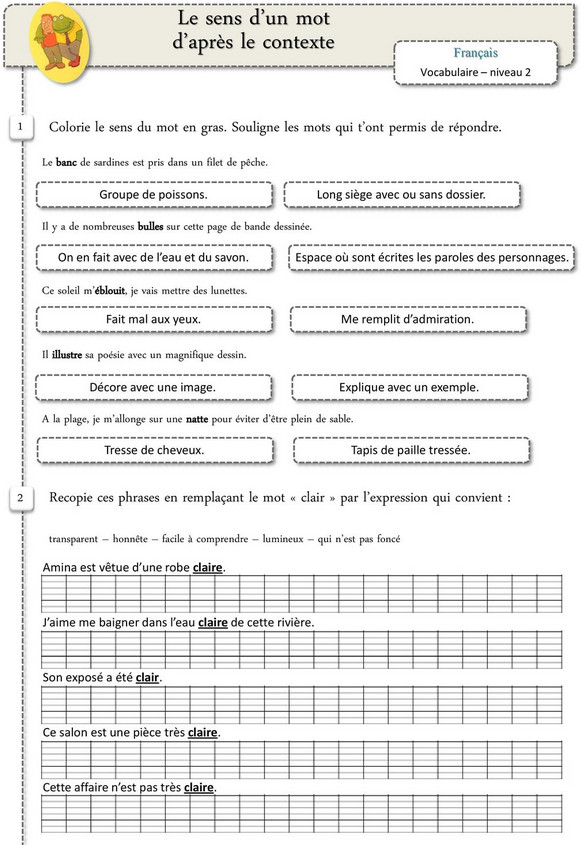 Le sens d’un mot
d’après le contexte
Français
Vocabulaire – niveau 2
1
Colorie le sens du mot en gras. Souligne les mots qui t’ont permis de répondre.
Le banc de sardines est pris dans un filet de pêche.
Groupe de poissons.
Long siège avec ou sans dossier.
Il y a de nombreuses bulles sur cette page de bande dessinée.
On en fait avec de l’eau et du savon.
Espace où sont écrites les paroles des personnages.
Ce soleil m’éblouit, je vais mettre des lunettes.
Fait mal aux yeux.
Me remplit d’admiration.
Il illustre sa poésie avec un magnifique dessin.
Décore avec une image.
Explique avec un exemple.
A la plage, je m’allonge sur une natte pour éviter d’être plein de sable.
Tresse de cheveux.
Tapis de paille tressée.
2
Recopie ces phrases en remplaçant le mot « clair » par l’expression qui convient :
transparent – honnête – facile à comprendre – lumineux – qui n’est pas foncé
Amina est vêtue d’une robe claire.
J’aime me baigner dans l’eau claire de cette rivière.
Son exposé a été clair.
Ce salon est une pièce très claire.
Cette affaire n’est pas très claire.